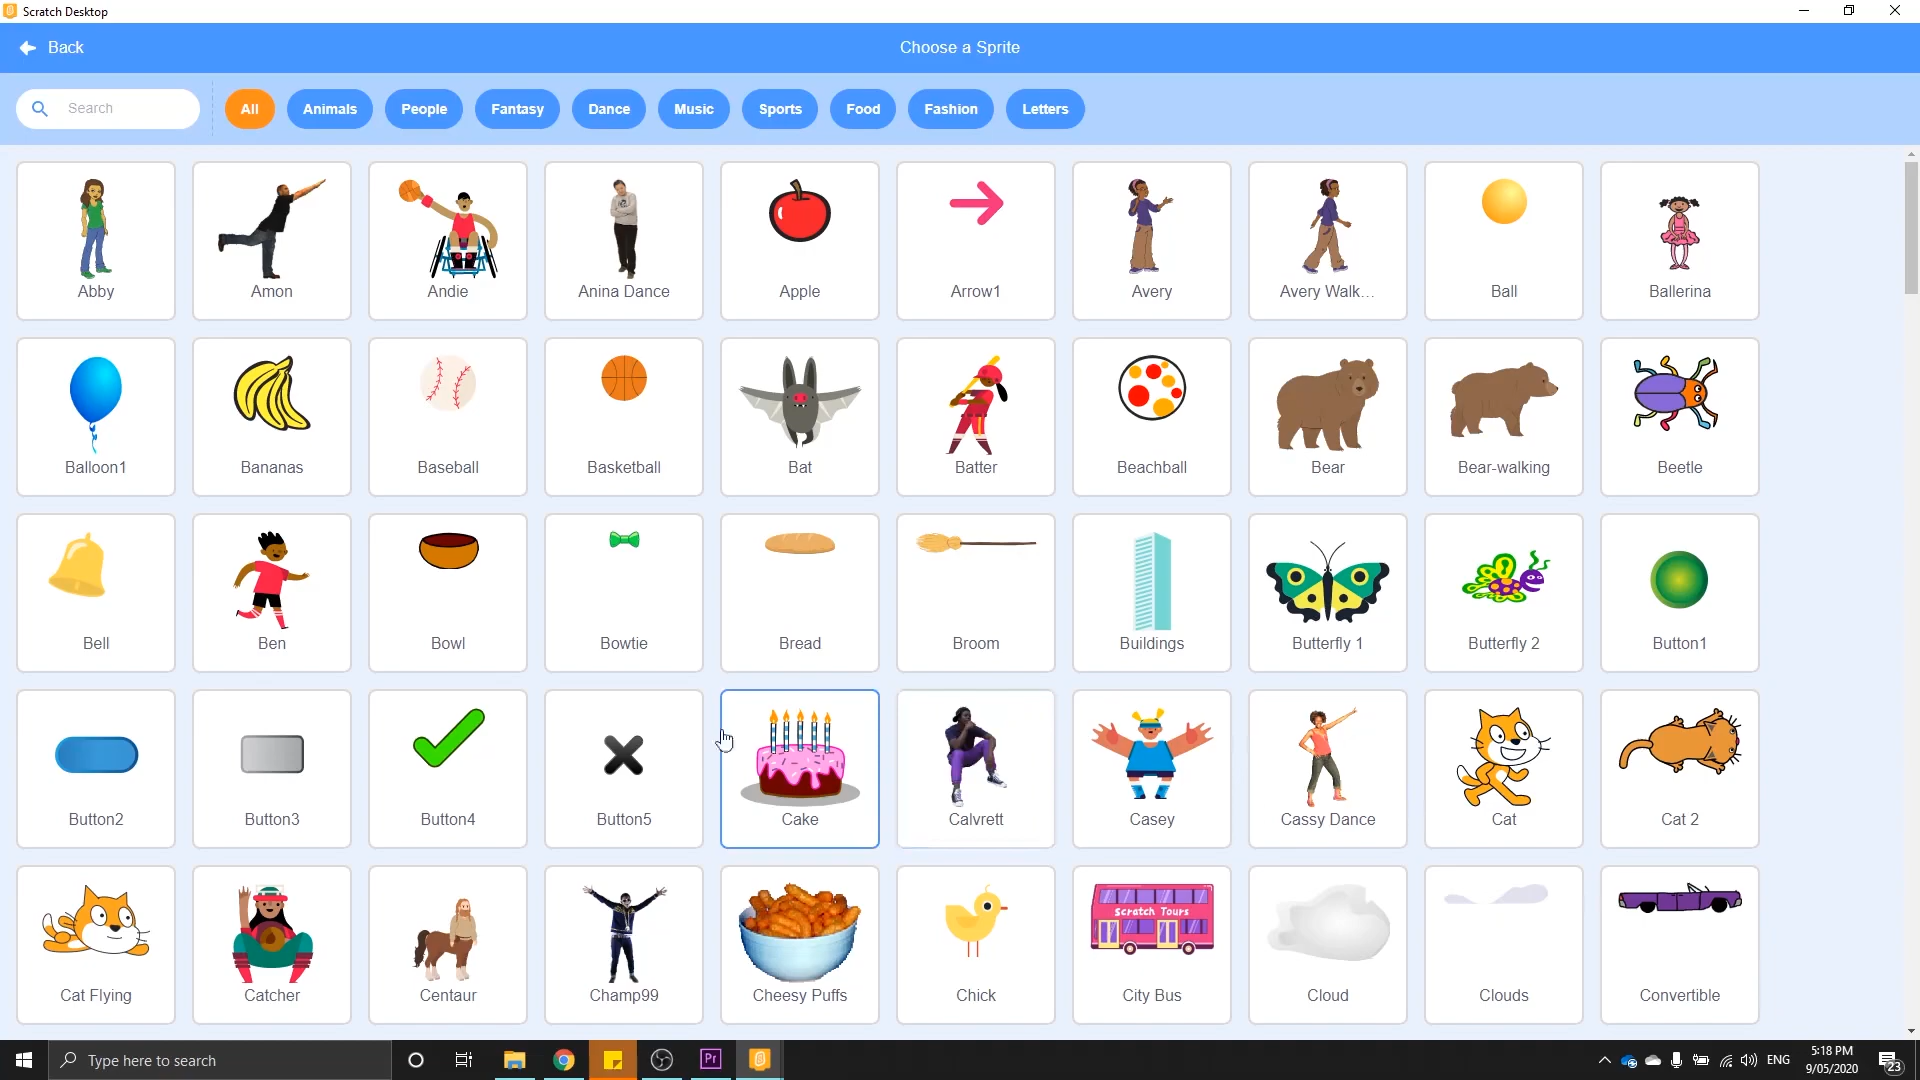 Scratch Desktop
Back
Choose a Sprite
Search
All
Animals
People
Fantasy
Dance
Music
Sports
Food
Fashion
Letters
Abby
Amon
Andie
Anina Dance
Apple
Arrow1
Avery
Avery Walk...
Ball
Ballerina
Balloon1
Bananas
Baseball
Basketball
Bat
Batter
Beachball
Bear
Bear-walking
Beetle
Bell
Ben
Bowl
Bowtie
Bread
Broom
Buildings
Butterfly 1
Butterfly 2
Button1
Button2
Button3
Button4
Button5
Cake
Calvrett
Casey
Cassy Dance
Cat
Cat 2
Scratch Tours
Cat Flying
Catcher
Centaur
Champ99
Cheesy Puffs
Chick
City Bus
Cloud
Clouds
Convertible
Type here to search
Pr
ENG
5:18 PM
9/05/2020
23